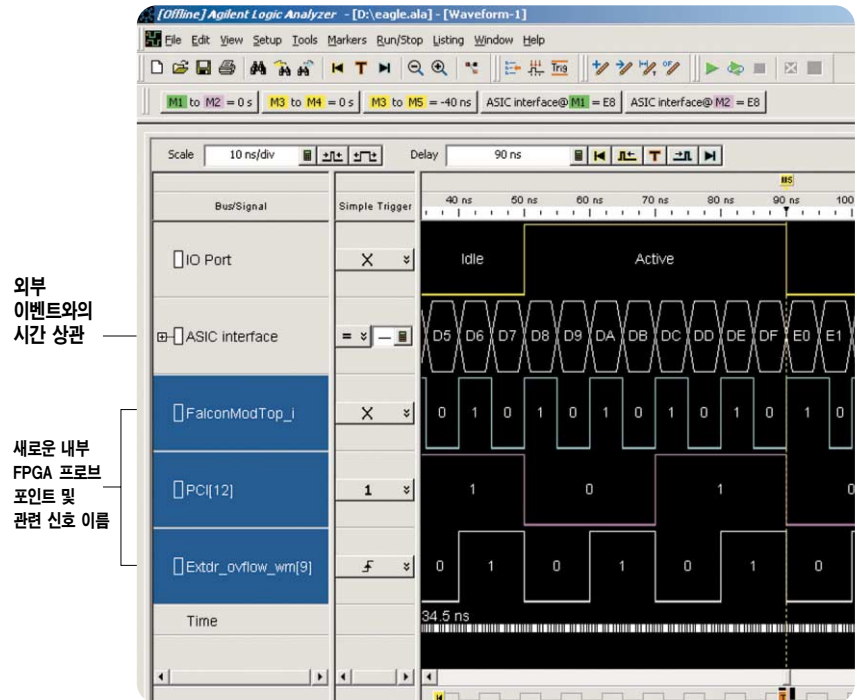 [Offline] Agilent Logic Analyzer - [D:\eagle.ala] - [Waveform-1]
File Edit View Setup Tools Markers Run/Stop Listing Window Help
T Trig
M1 to M2 = 0 s M3 to M4 = 0 s M3 to M5 = -40 ns ASIC interface@ M1 = E8 ASIC interface@ M2 = E8
Scale 10 ns/div Delay 90 ns T
M5
Bus/Signal Simple Trigger 40 ns 50 ns 60 ns 70 ns 80 ns 90 ns 100
IO Port X Idle Active
외부
이벤트와의
시간 상관
ASIC interface = — D5 D6 D7 D8 D9 DA DB DC DD DE DF E0 E1
FalconModTop_i X 0 1 0 1 0 1 0 1 0 1 0 1 0
새로운 내부
FPGA 프로브
포인트 및
관련 신호 이름
PCI[12] 1 1 0 1 0
Extdr_ovflow_wm[9] 0 1 0 1 0 1 0
Time 34.5 ns
T